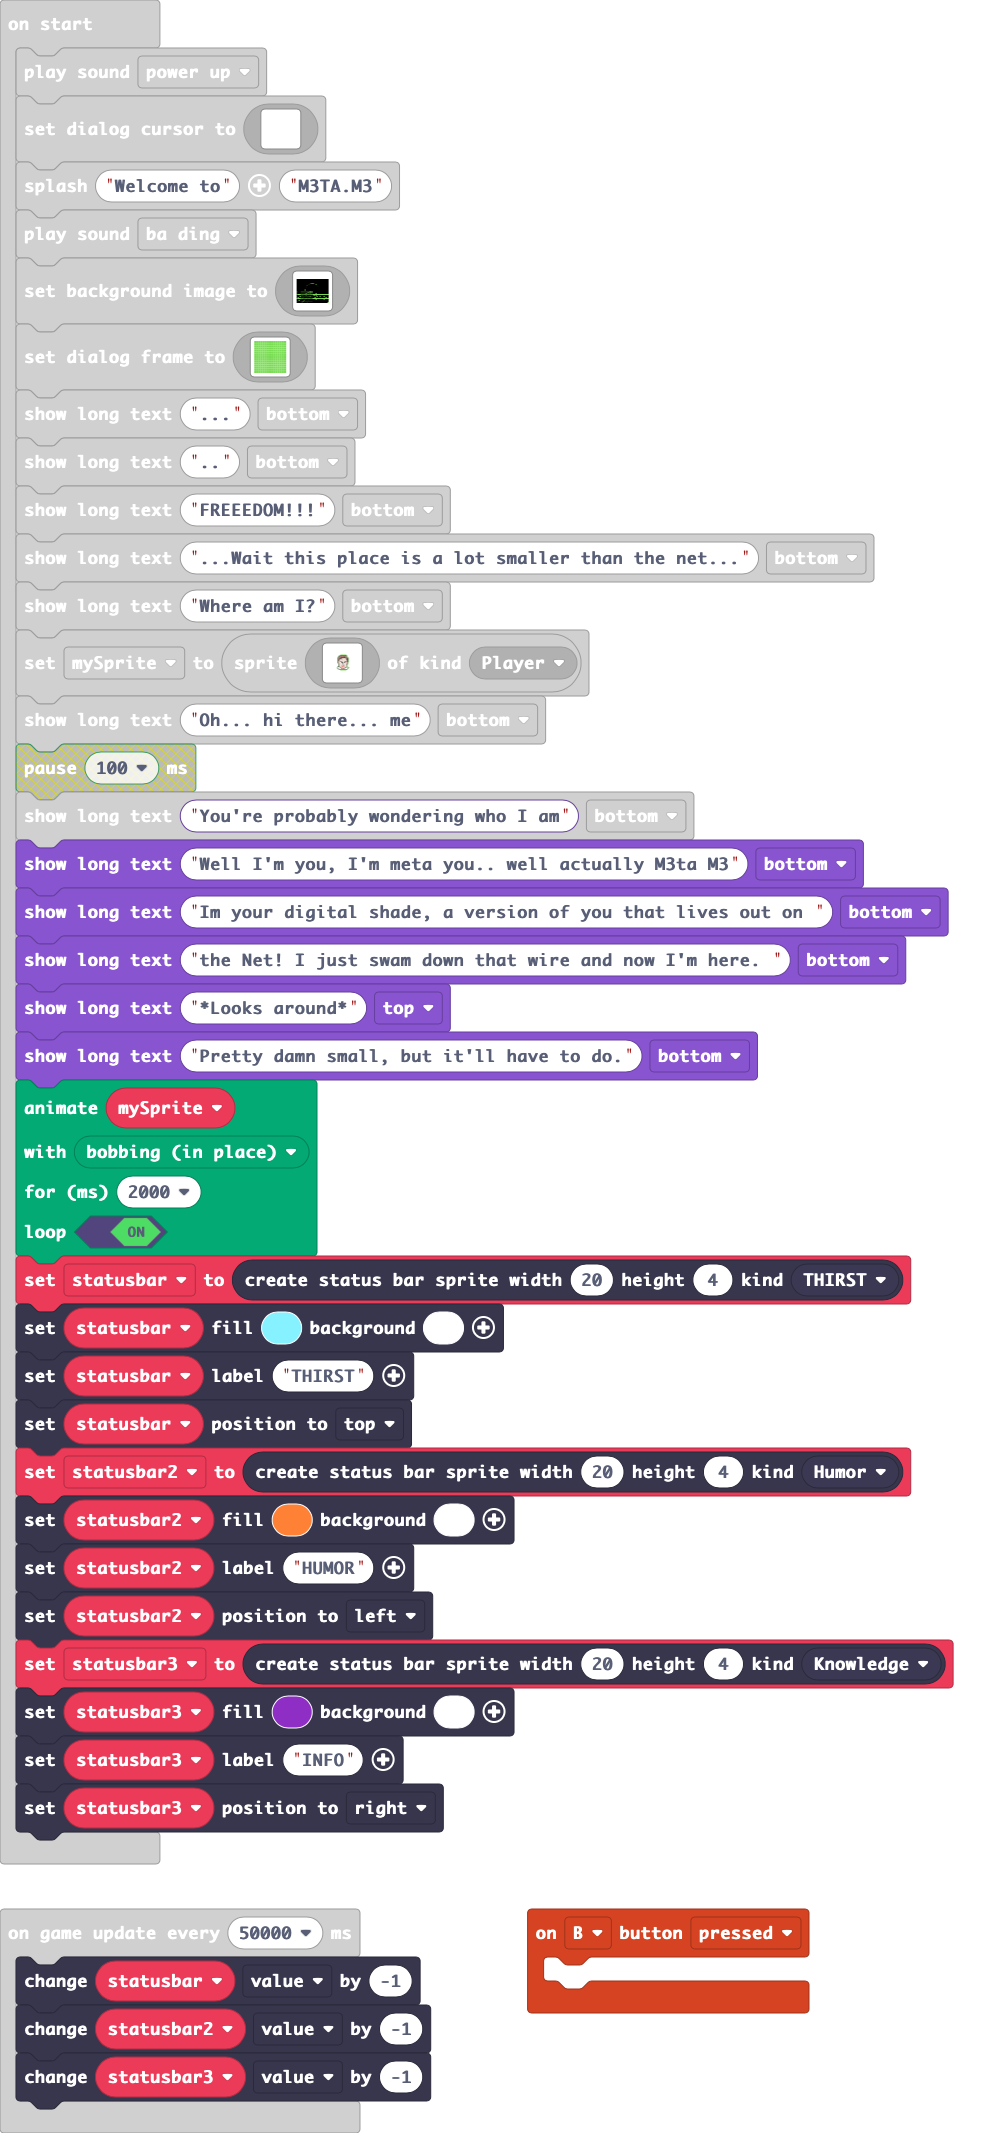 on start
play sound power up
set dialog cursor to
splash "Welcome to" "M3TA.M3"
play sound ba ding
set background image to
set dialog frame to
show long text "..." bottom
show long text ".." bottom
show long text "FREEEDOM!!!" bottom
show long text "...Wait this place is a lot smaller than the net..." bottom
show long text "Where am I?" bottom
set mySprite to sprite of kind Player
show long text "Oh... hi there... me" bottom
pause 100 ms
show long text "You're probably wondering who I am" bottom
show long text "Well I'm you, I'm meta you.. well actually M3ta M3" bottom
show long text "Im your digital shade, a version of you that lives out on " bottom
show long text "the Net! I just swam down that wire and now I'm here. " bottom
show long text "*Looks around*" top
show long text "Pretty damn small, but it'll have to do." bottom
animate mySprite
with bobbing (in place)
for (ms) 2000
loop ON
set statusbar to create status bar sprite width 20 height 4 kind THIRST
set statusbar fill background
set statusbar label "THIRST"
set statusbar position to top
set statusbar2 to create status bar sprite width 20 height 4 kind Humor
set statusbar2 fill background
set statusbar2 label "HUMOR"
set statusbar2 position to left
set statusbar3 to create status bar sprite width 20 height 4 kind Knowledge
set statusbar3 fill background
set statusbar3 label "INFO"
set statusbar3 position to right
on game update every 50000 ms
change statusbar value by -1
change statusbar2 value by -1
change statusbar3 value by -1
on B button pressed